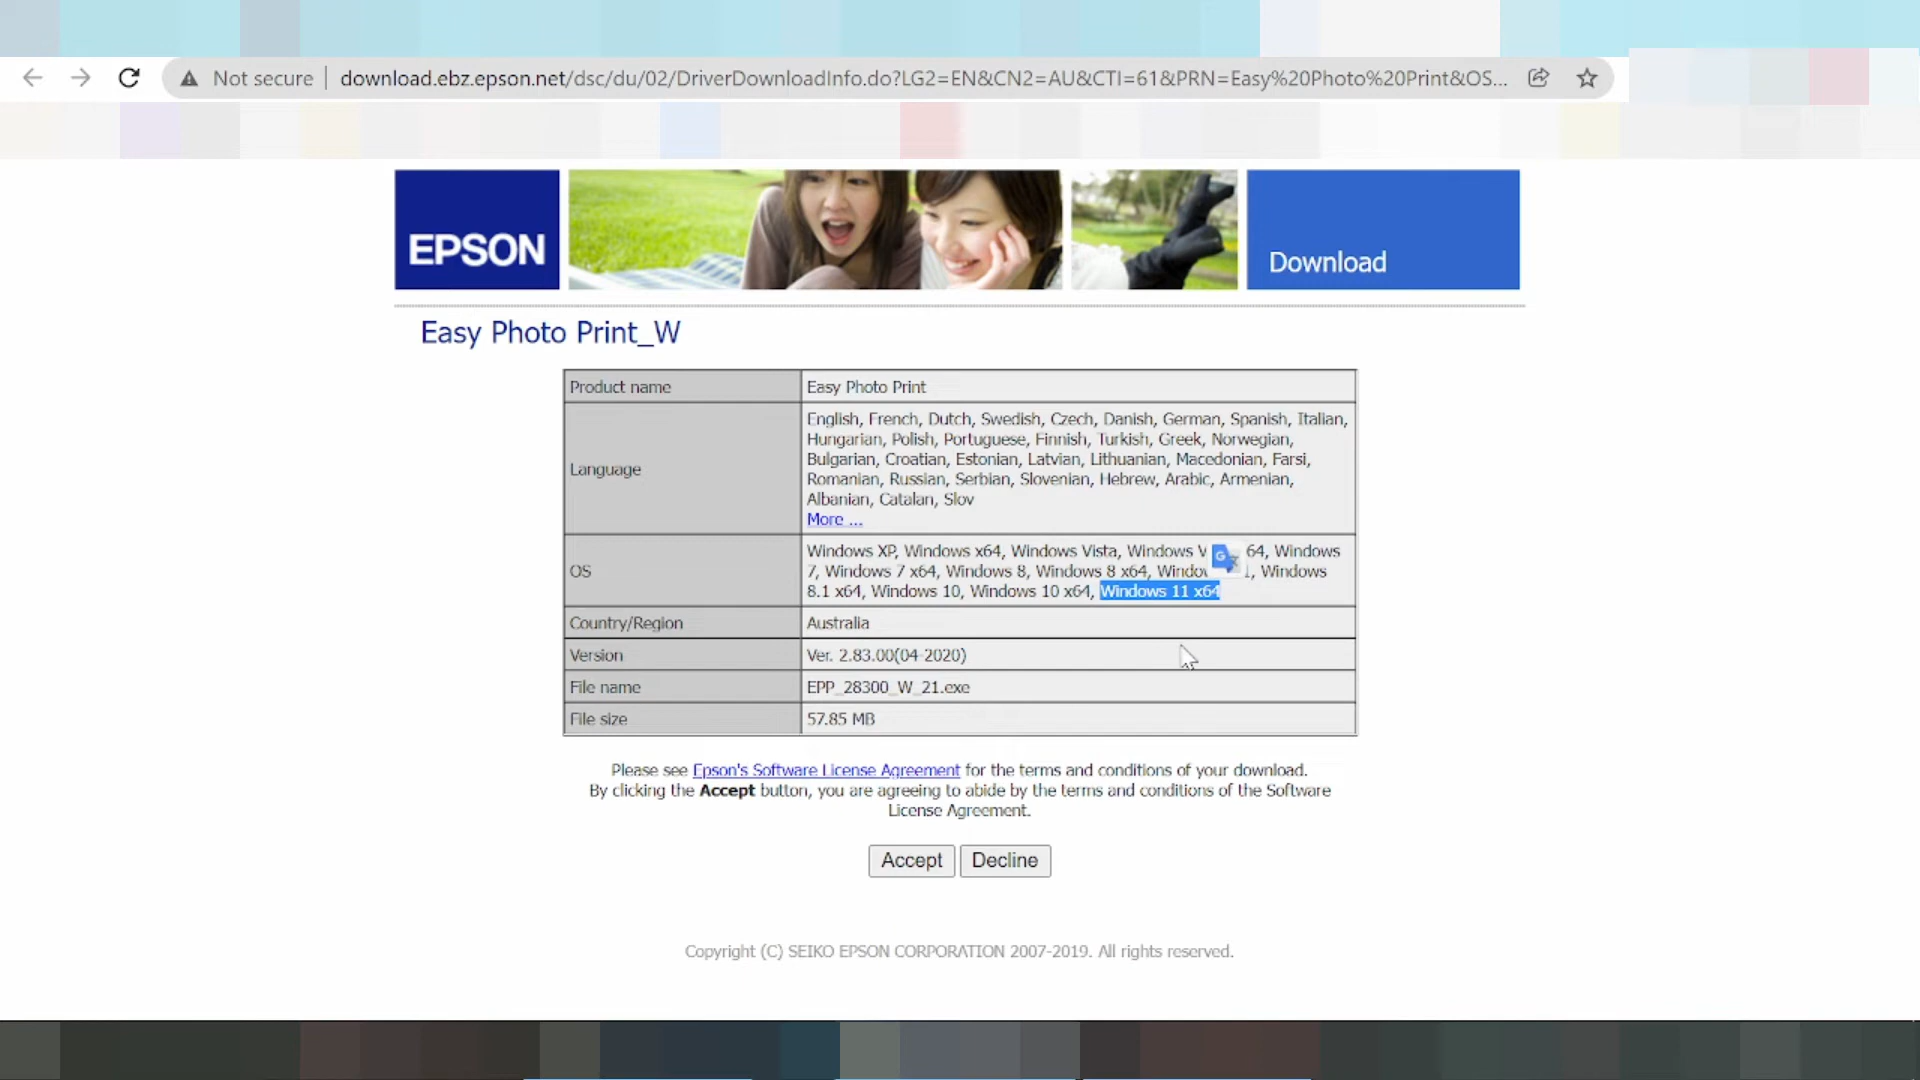 Not secure
download.ebz.epson.net/dsc/du/02/DriverDownloadInfo.do?LG2=EN&CN2=AU&CTI=61&PRN=Easy%20Photo%20Print&OS...
EPSON
Download
Easy Photo Print_W
Product name
Easy Photo Print
Language
English, French, Dutch, Swedish, Czech, Danish, German, Spanish, Italian,
Hungarian, Polish, Portuguese, Finnish, Turkish, Greek, Norwegian,
Bulgarian, Croatian, Estonian, Latvian, Lithuanian, Macedonian, Farsi,
Romanian, Russian, Serbian, Slovenian, Hebrew, Arabic, Armenian,
Albanian, Catalan, Slov
More ...
OS
Windows XP, Windows x64, Windows Vista, Windows V 64, Windows
7, Windows 7 x64, Windows 8, Windows 8 x64, Windows
8.1 x64, Windows 10, Windows 10 x64, Windows 11 x64
Country/Region
Australia
Version
Ver. 2.83.00(04-2020)
File name
EPP_28300_W_21.exe
File size
57.85 MB
Please see Epson's Software License Agreement for the terms and conditions of your download.
By clicking the Accept button, you are agreeing to abide by the terms and conditions of the Software
License Agreement.
Accept
Decline
Copyright (C) SEIKO EPSON CORPORATION 2007-2019. All rights reserved.